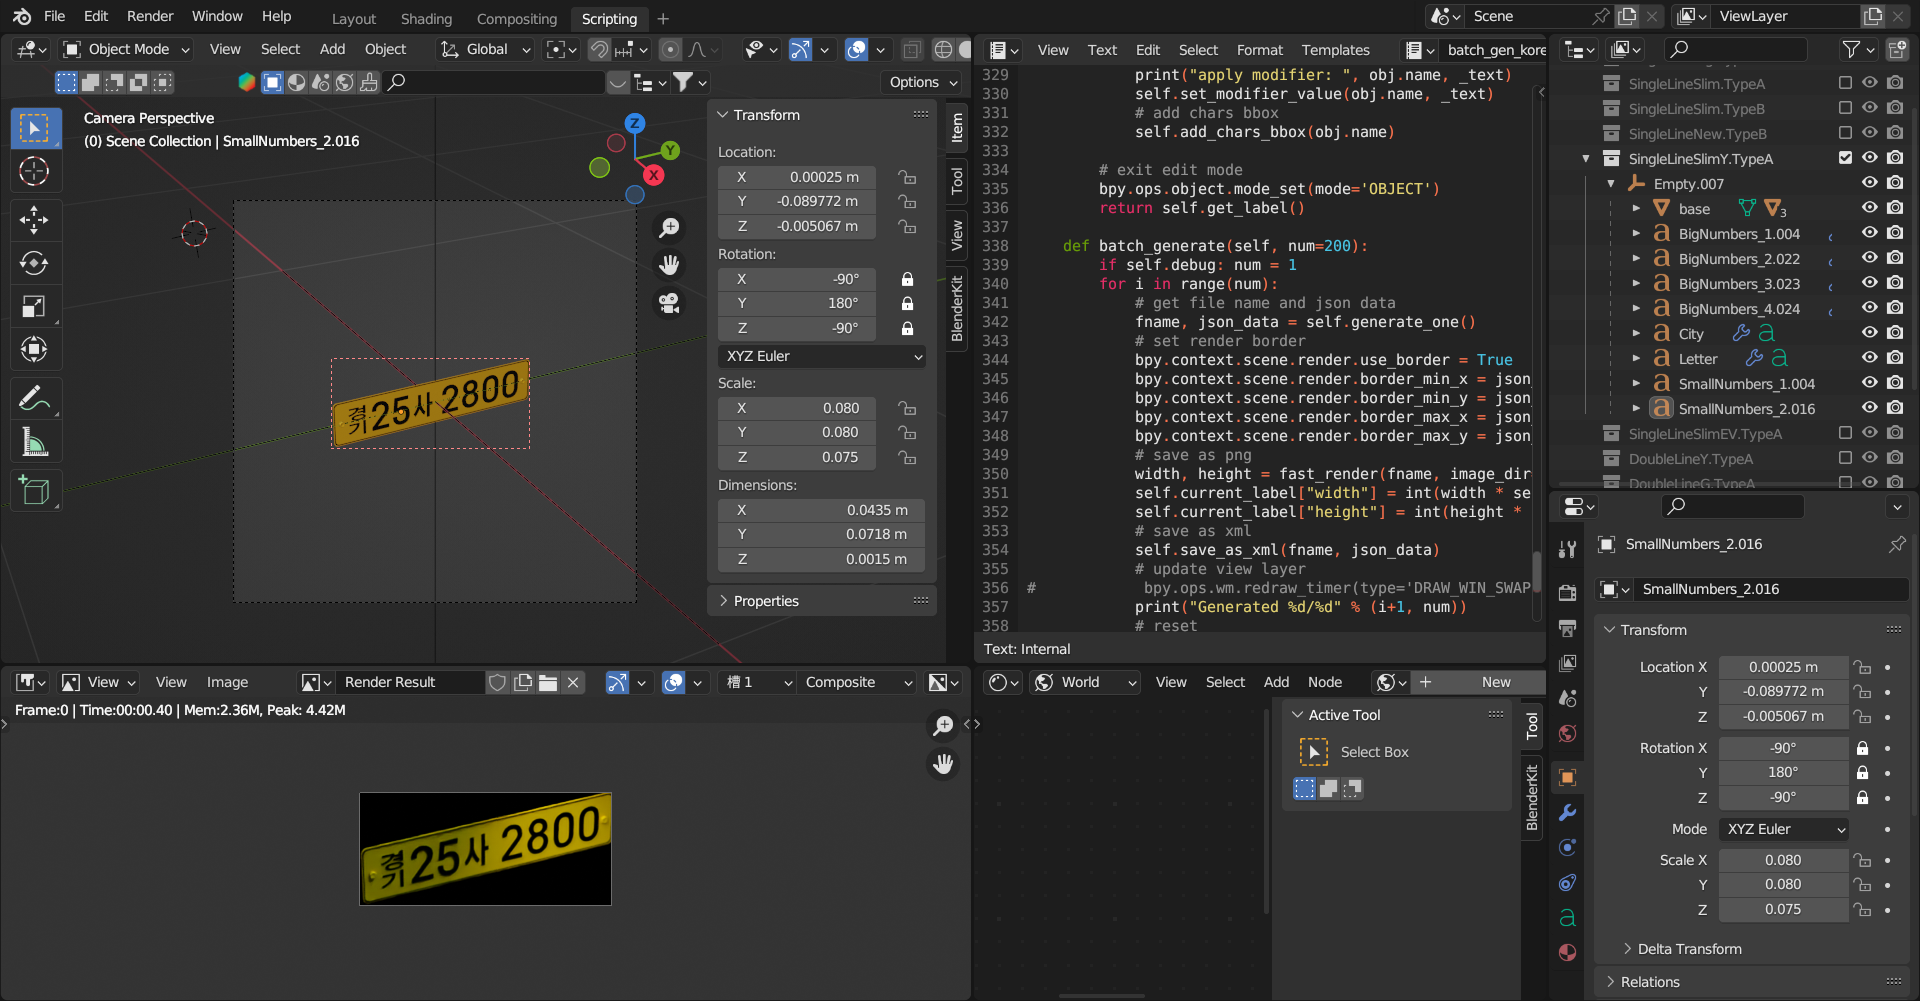 File Edit Render Window Help
Layout Shading Compositing Scripting
Scene
ViewLayer
Object Mode View Select Add Object Global
Options
Camera Perspective
(0) Scene Collection | SmallNumbers_2.016
Z
Y
X
경기 25사 2800
Transform
Location:
X 0.00025 m
Y -0.089772 m
Z -0.005067 m
Rotation:
X -90°
Y 180°
Z -90°
XYZ Euler
Scale:
X 0.080
Y 0.080
Z 0.075
Dimensions:
X 0.0435 m
Y 0.0718 m
Z 0.0015 m
Properties
Item
Tool
View
BlenderKit
View Text Edit Select Format Templates batch_gen_kore
329 print("apply modifier: ", obj.name, _text)
330 self.set_modifier_value(obj.name, _text)
331 # add chars bbox
332 self.add_chars_bbox(obj.name)
333
334 # exit edit mode
335 bpy.ops.object.mode_set(mode='OBJECT')
336 return self.get_label()
337
338 def batch_generate(self, num=200):
339 if self.debug: num = 1
340 for i in range(num):
341 # get file name and json data
342 fname, json_data = self.generate_one()
343 # set render border
344 bpy.context.scene.render.use_border = True
345 bpy.context.scene.render.border_min_x = json_
346 bpy.context.scene.render.border_min_y = json_
347 bpy.context.scene.render.border_max_x = json_
348 bpy.context.scene.render.border_max_y = json_
349 # save as png
350 width, height = fast_render(fname, image_dir
351 self.current_label["width"] = int(width * se
352 self.current_label["height"] = int(height *
353 # save as xml
354 self.save_as_xml(fname, json_data)
355 # update view layer
356 # bpy.ops.wm.redraw_timer(type='DRAW_WIN_SWAP
357 print("Generated %d/%d" % (i+1, num))
358 # reset
Text: Internal
SingleLineSlim.TypeA
SingleLineSlim.TypeB
SingleLineNew.TypeB
SingleLineSlimY.TypeA
Empty.007
base 3
BigNumbers_1.004
BigNumbers_2.022
BigNumbers_3.023
BigNumbers_4.024
City
Letter
SmallNumbers_1.004
SmallNumbers_2.016
SingleLineSlimEV.TypeA
DoubleLineY.TypeA
DoubleLineG.TypeA
SmallNumbers_2.016
SmallNumbers_2.016
Transform
Location X 0.00025 m
Y -0.089772 m
Z -0.005067 m
Rotation X -90°
Y 180°
Z -90°
Mode XYZ Euler
Scale X 0.080
Y 0.080
Z 0.075
Delta Transform
Relations
View View Image Render Result 槽 1 Composite
Frame:0 | Time:00:00.40 | Mem:2.36M, Peak: 4.42M
경기 25사 2800
World View Select Add Node New
Active Tool
Select Box
Tool
BlenderKit